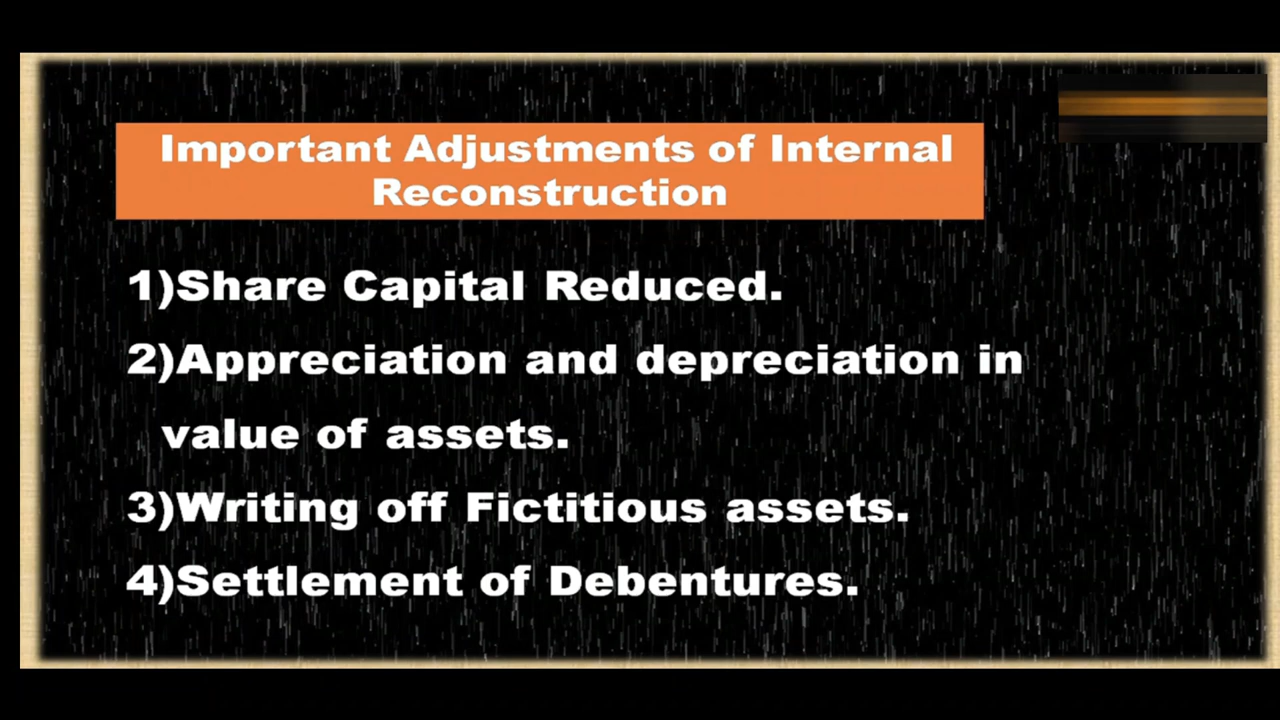 Important Adjustments of Internal
Reconstruction
1)Share Capital Reduced.
2)Appreciation and depreciation in
value of assets.
3)Writing off Fictitious assets.
4)Settlement of Debentures.